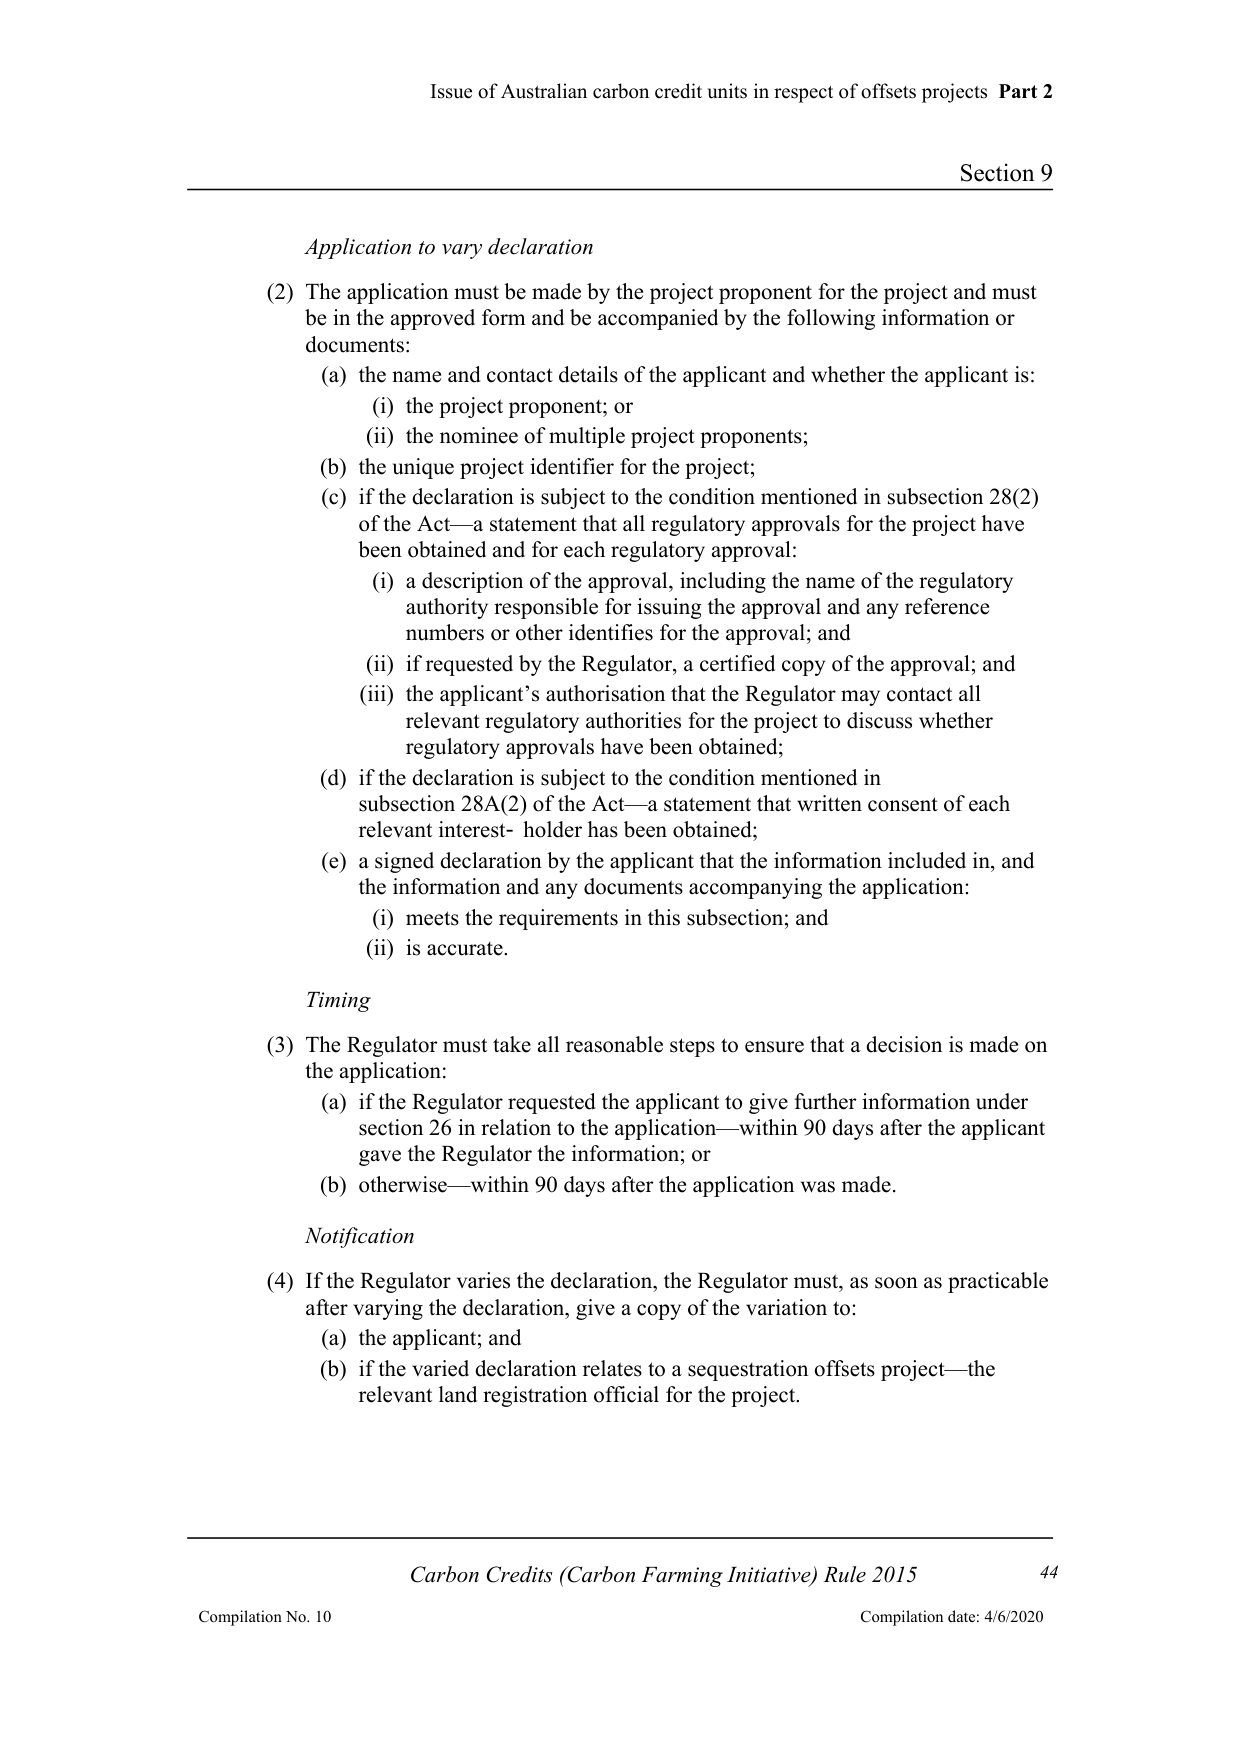 Issue of Australian carbon credit units in respect of offsets projects Part 2
Section 9
Application to vary declaration
(2) The application must be made by the project proponent for the project and must
be in the approved form and be accompanied by the following information or
documents:
(a) the name and contact details of the applicant and whether the applicant is:
(i) the project proponent; or
(ii) the nominee of multiple project proponents;
(b) the unique project identifier for the project;
(c) if the declaration is subject to the condition mentioned in subsection 28(2)
of the Act—a statement that all regulatory approvals for the project have
been obtained and for each regulatory approval:
(i) a description of the approval, including the name of the regulatory
authority responsible for issuing the approval and any reference
numbers or other identifies for the approval; and
(ii) if requested by the Regulator, a certified copy of the approval; and
(iii) the applicant’s authorisation that the Regulator may contact all
relevant regulatory authorities for the project to discuss whether
regulatory approvals have been obtained;
(d) if the declaration is subject to the condition mentioned in
subsection 28A(2) of the Act—a statement that written consent of each
relevant interest- holder has been obtained;
(e) a signed declaration by the applicant that the information included in, and
the information and any documents accompanying the application:
(i) meets the requirements in this subsection; and
(ii) is accurate.
Timing
(3) The Regulator must take all reasonable steps to ensure that a decision is made on
the application:
(a) if the Regulator requested the applicant to give further information under
section 26 in relation to the application—within 90 days after the applicant
gave the Regulator the information; or
(b) otherwise—within 90 days after the application was made.
Notification
(4) If the Regulator varies the declaration, the Regulator must, as soon as practicable
after varying the declaration, give a copy of the variation to:
(a) the applicant; and
(b) if the varied declaration relates to a sequestration offsets project—the
relevant land registration official for the project.
Carbon Credits (Carbon Farming Initiative) Rule 2015 44
Compilation No. 10 Compilation date: 4/6/2020